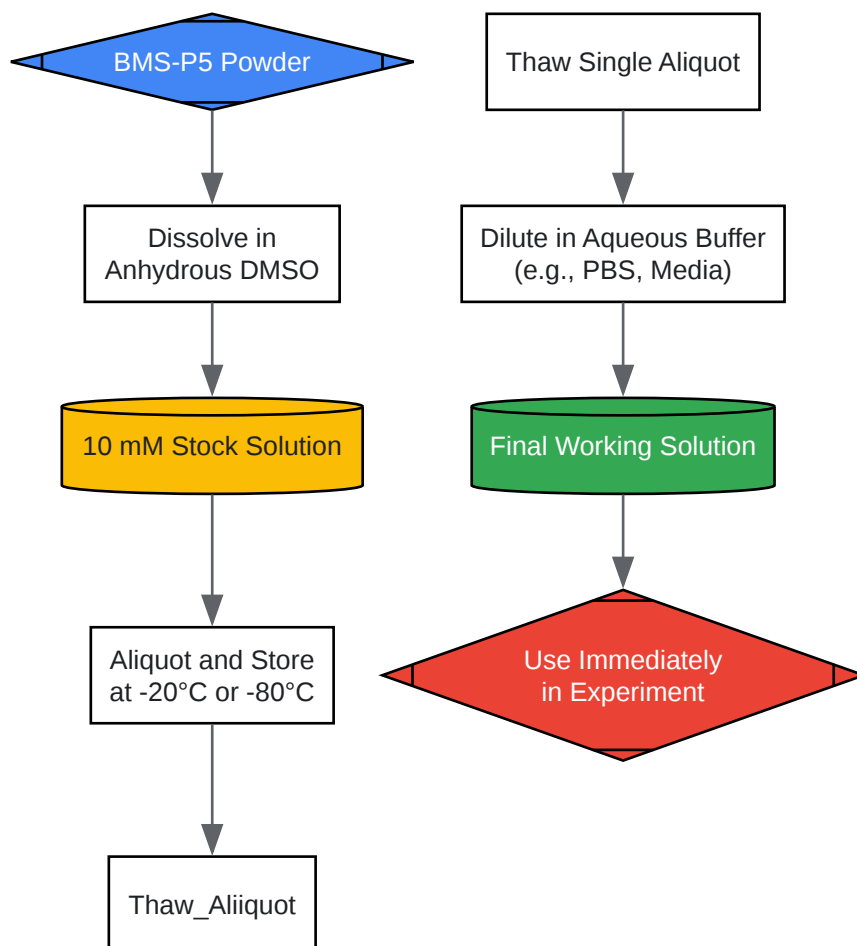 BMS-P5 Powder
Dissolve in
Anhydrous DMSO
10 mM Stock Solution
Aliquot and Store
at -20°C or -80°C
Thaw_Aliiquot
Thaw Single Aliquot
Dilute in Aqueous Buffer
(e.g., PBS, Media)
Final Working Solution
Use Immediately
in Experiment